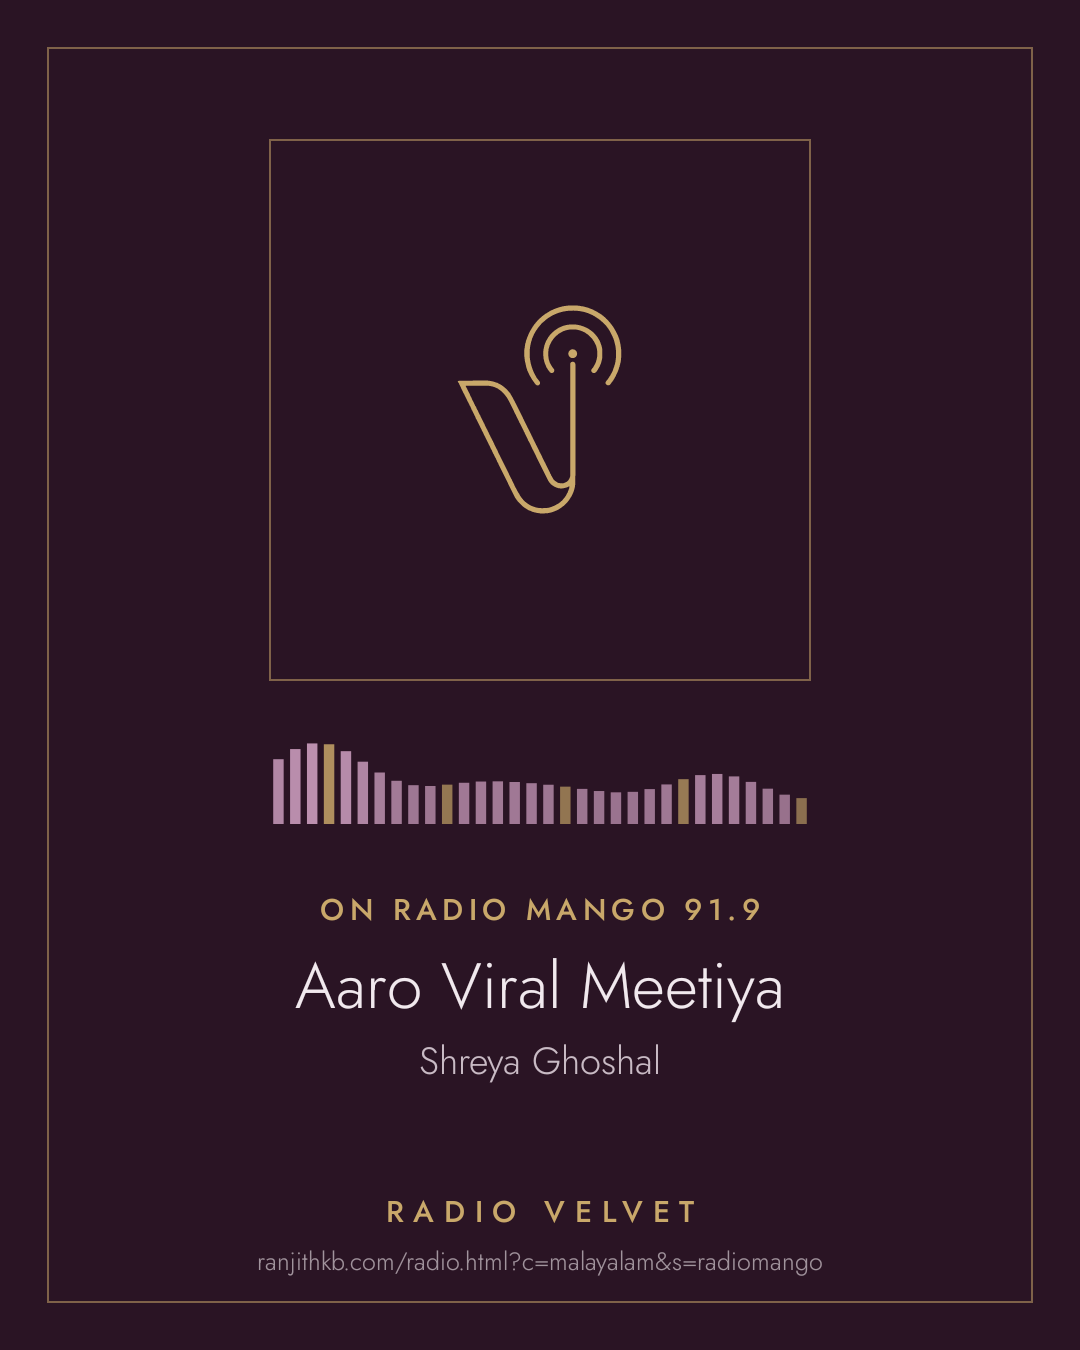 ON RADIO MANGO 91.9
Aaro Viral Meetiya
Shreya Ghoshal
RADIO VELVET
ranjithkb.com/radio.html?c=malayalam&s=radiomango